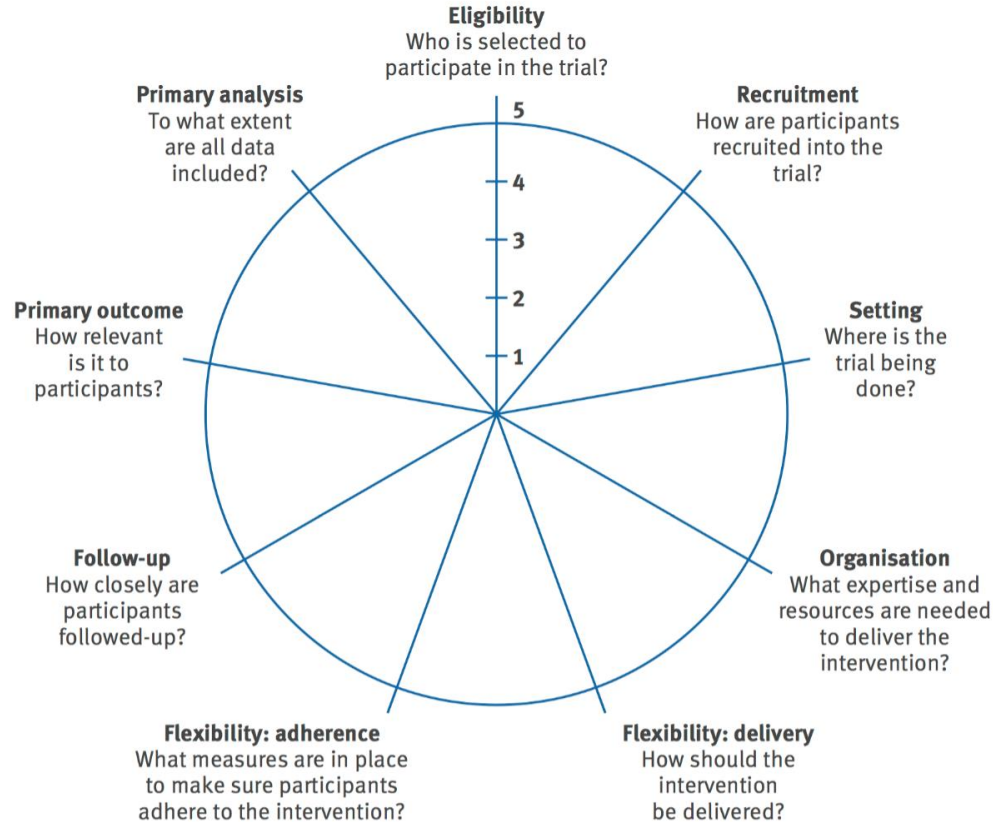 Eligibility
Who is selected to
participate in the trial?
Primary analysis
To what extent
are all data
included?
Recruitment
How are participants
recruited into the
trial?
5
4
3
2
1
Primary outcome
How relevant
is it to
participants?
Setting
Where is the
trial being
done?
Follow-up
How closely are
participants
followed-up?
Organisation
What expertise and
resources are needed
to deliver the
intervention?
Flexibility: adherence
What measures are in place
to make sure participants
adhere to the intervention?
Flexibility: delivery
How should the
intervention
be delivered?